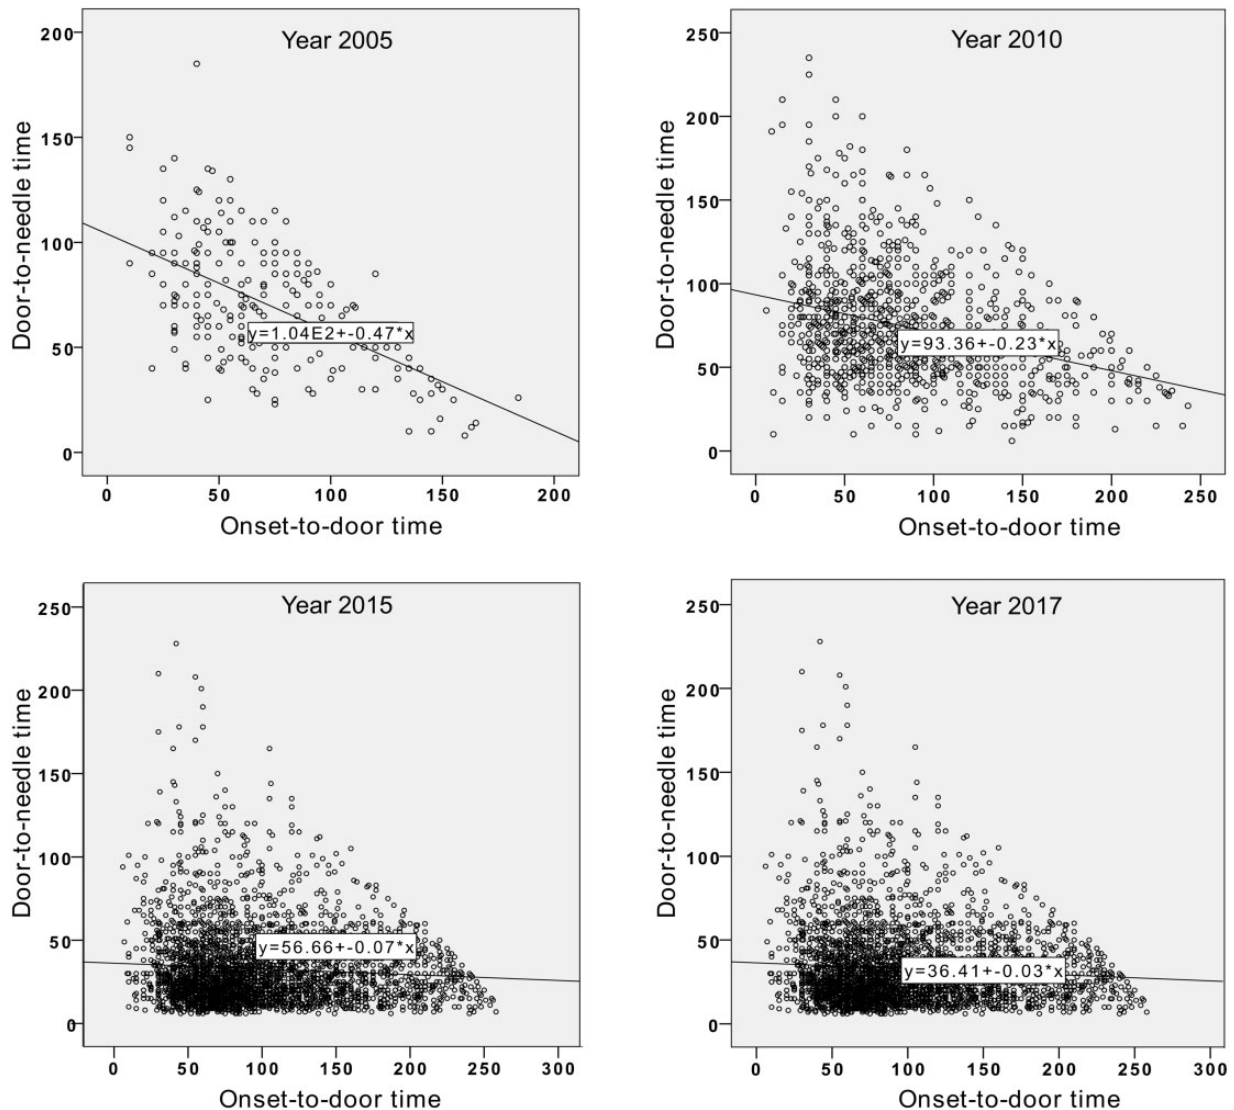 Year 2005
200
150
100
50
0
Door-to-needle time
y=1.04E2+-0.47*x
0 50 100 150 200
Onset-to-door time
Year 2010
250
200
150
100
50
0
Door-to-needle time
y=93.36+-0.23*x
0 50 100 150 200 250
Onset-to-door time
Year 2015
250
200
150
100
50
0
Door-to-needle time
y=56.66+-0.07*x
0 50 100 150 200 250 300
Onset-to-door time
Year 2017
250
200
150
100
50
0
Door-to-needle time
y=36.41+-0.03*x
0 50 100 150 200 250 300
Onset-to-door time